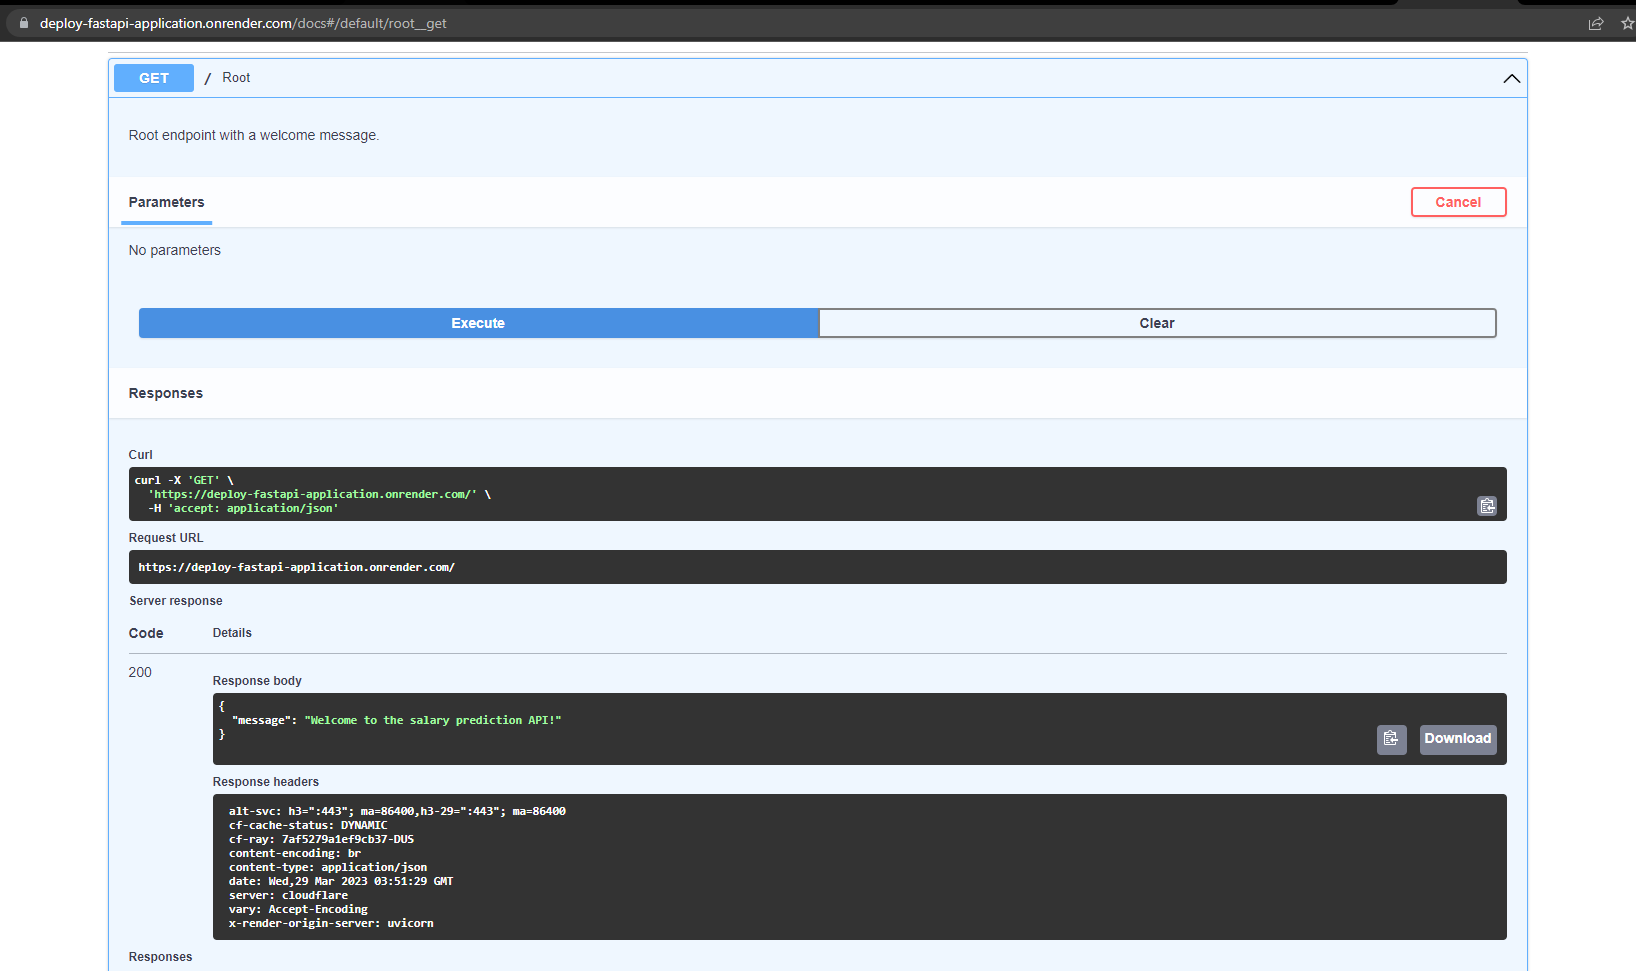 deploy-fastapi-application.onrender.com/docs#/default/root__get
GET / Root
Root endpoint with a welcome message.
Parameters
Cancel
No parameters
Execute
Clear
Responses
Curl
curl -X 'GET' \
'https://deploy-fastapi-application.onrender.com/' \
-H 'accept: application/json'
Request URL
https://deploy-fastapi-application.onrender.com/
Server response
Code Details
200
Response body
{
"message": "Welcome to the salary prediction API!"
}
Download
Response headers
alt-svc: h3=":443"; ma=86400,h3-29=":443"; ma=86400
cf-cache-status: DYNAMIC
cf-ray: 7af5279a1ef9cb37-DUS
content-encoding: br
content-type: application/json
date: Wed,29 Mar 2023 03:51:29 GMT
server: cloudflare
vary: Accept-Encoding
x-render-origin-server: uvicorn
Responses